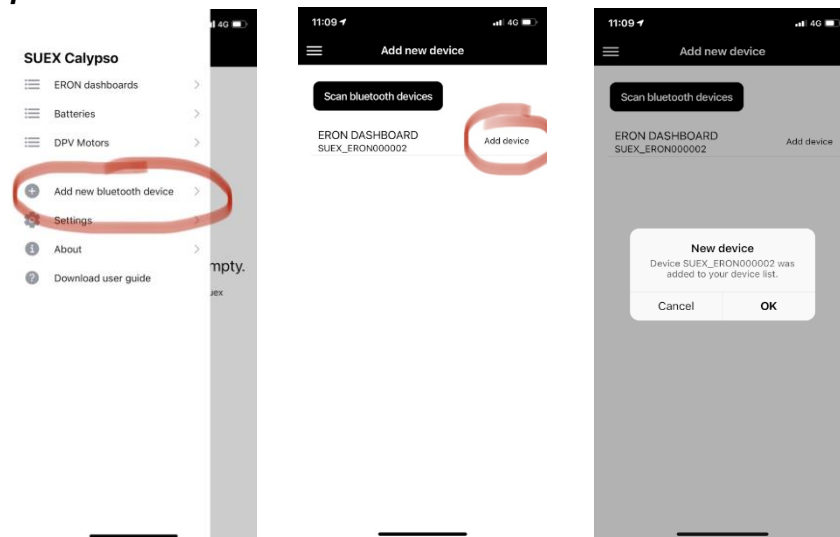 4G
SUEX Calypso
ERON dashboards
Batteries
DPV Motors
Add new bluetooth device
Settings
About
Download user guide
mpty.
uex
11:09
4G
Add new device
Scan bluetooth devices
ERON DASHBOARD
SUEX_ERON000002
Add device
11:09
4G
Add new device
Scan bluetooth devices
ERON DASHBOARD
SUEX_ERON000002
Add device
New device
Device SUEX_ERON000002 was
added to your device list.
Cancel
OK